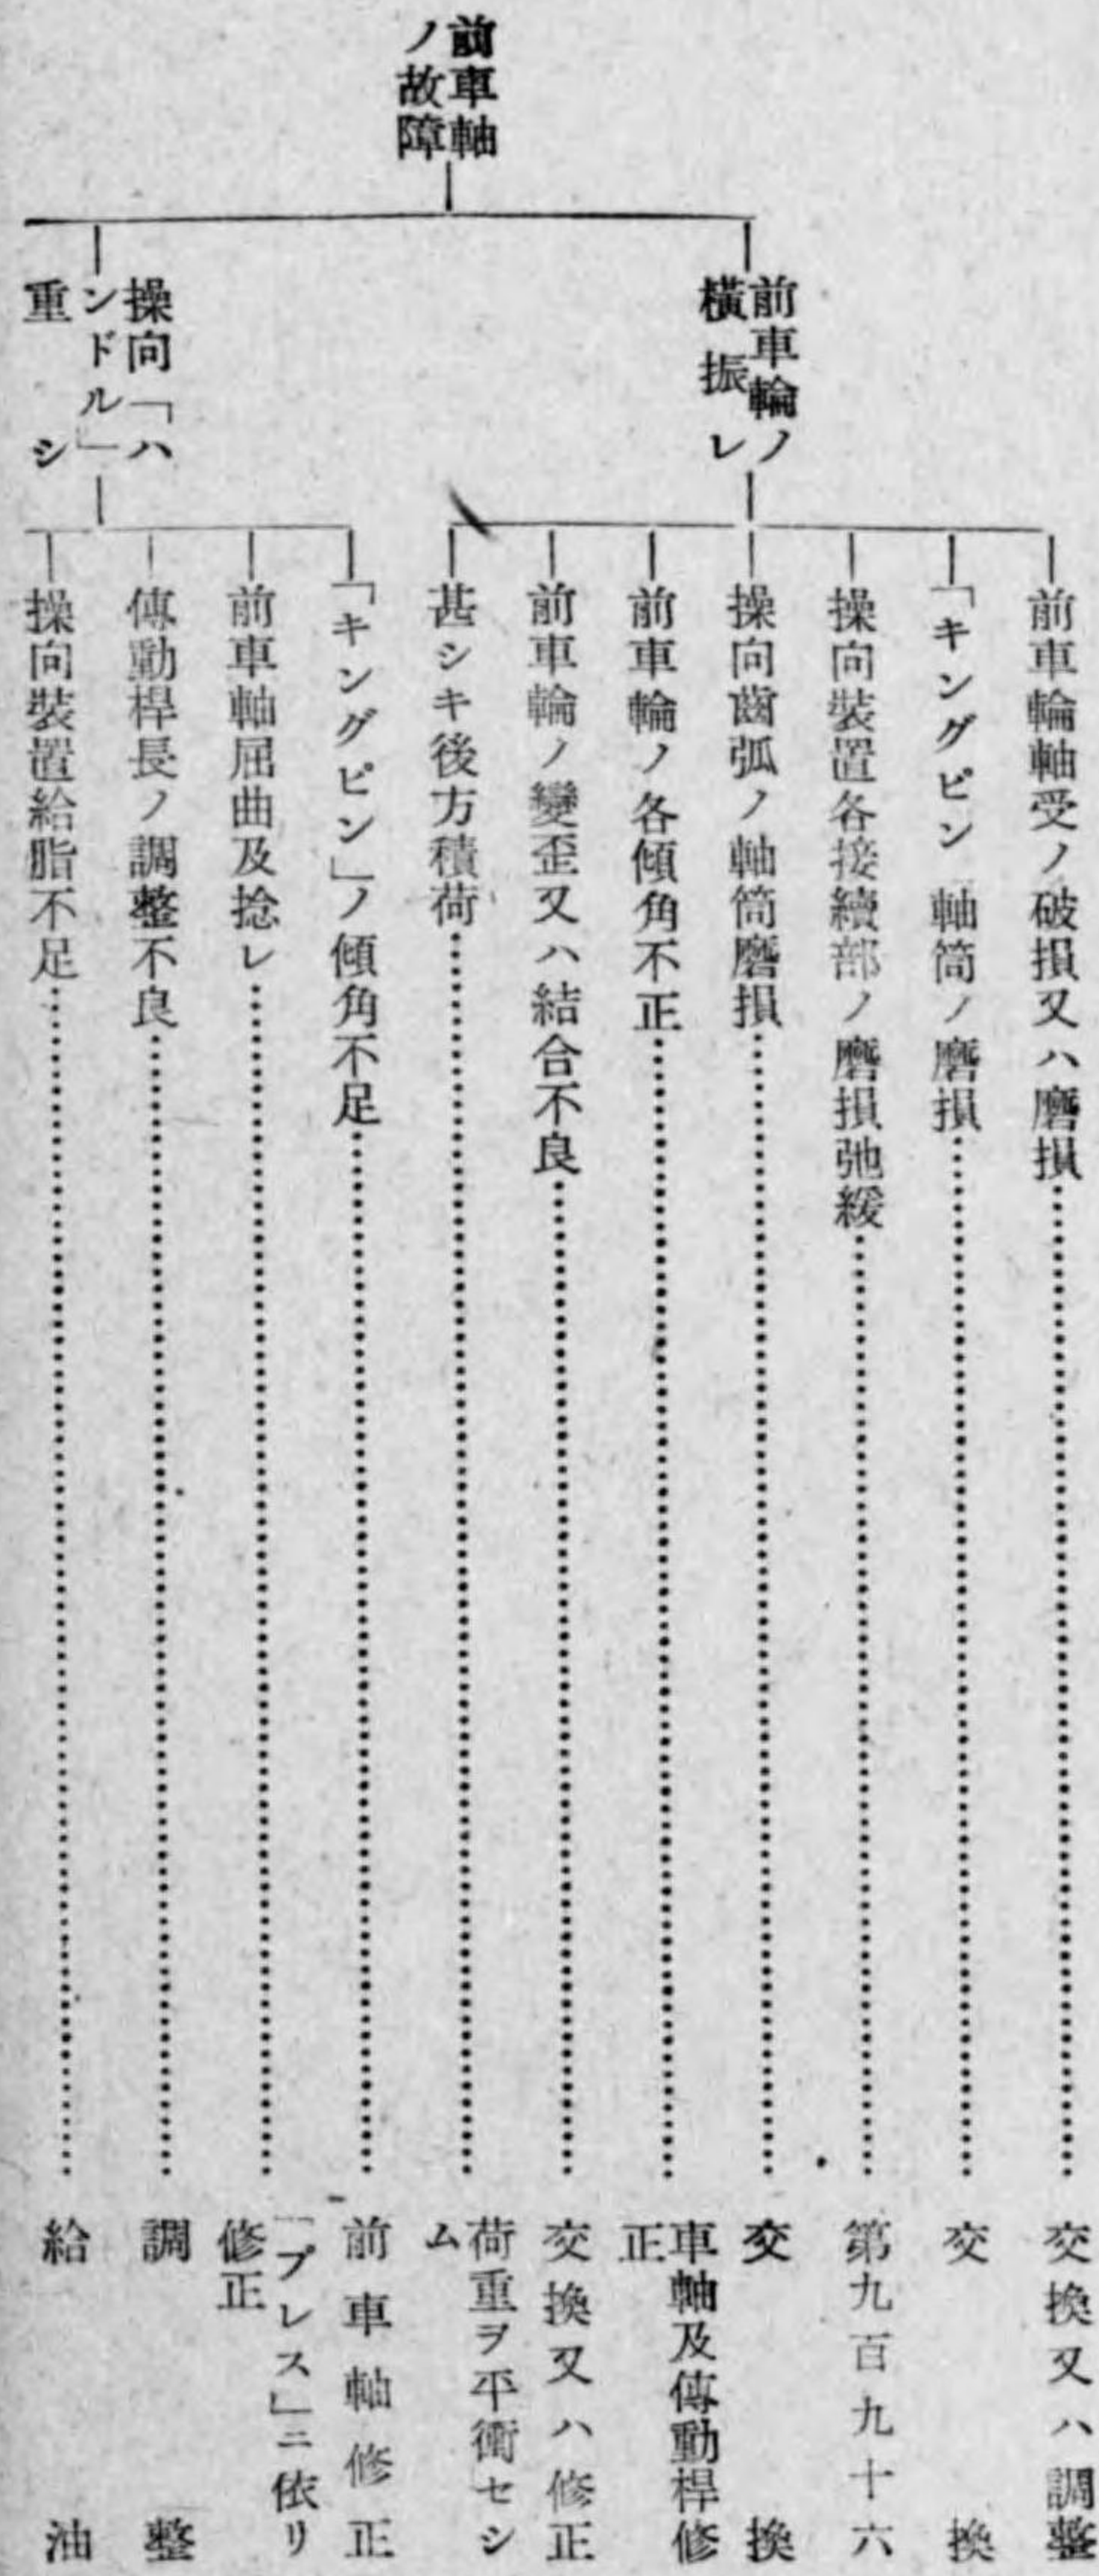 前車軸
ノ故障
前車輪ノ
横振レ
前車輪軸受ノ破損又ハ磨損……交換又ハ調整
「キングピン 軸筒ノ磨損……交換
操向裝置各接續部ノ磨損弛緩……第九百九十六
操向齒弧ノ軸筒磨損……交換
前車輪ノ各傾角不正……車軸及傳動桿修
正
前車輪ノ變歪又ハ結合不良……交換又ハ修正
甚シキ後方積荷……荷重ヲ平衡セシ
ム
操向「ハ
ンドル」
重シ
「キングピン」ノ傾角不足……前車軸修正
前車軸屈曲及捻レ……「プレス」ニ依リ
修正
傳動桿長ノ調整不良……調整
操向裝置給脂不足……給油